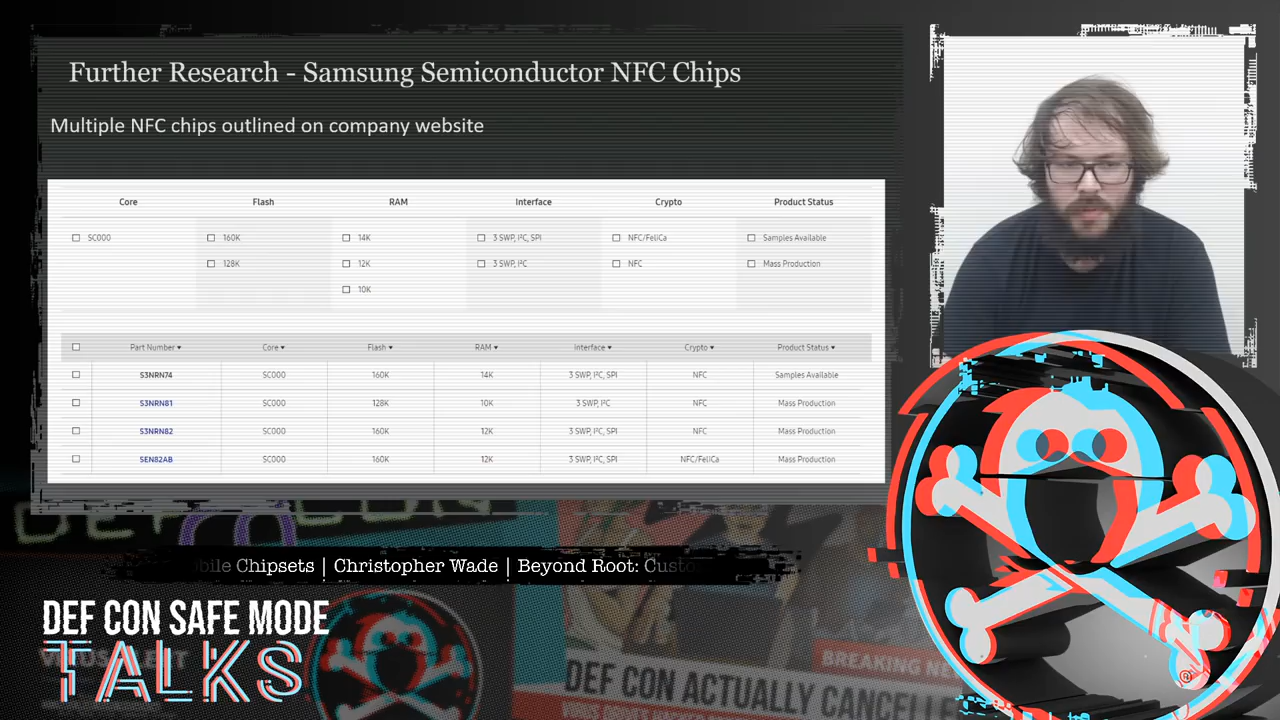 Further Research - Samsung Semiconductor NFC Chips
Multiple NFC chips outlined on company website
Core Flash RAM Interface Crypto Product Status
SC000 160K 14K 3 SWP, I²C, SPI NFC/FeliCa Samples Available
128K 12K 3 SWP, I²C NFC Mass Production
10K
Part Number ▾ Core ▾ Flash ▾ RAM ▾ Interface ▾ Crypto ▾ Product Status ▾
S3NRN74 SC000 160K 14K 3 SWP, I²C, SPI NFC Samples Available
S3NRN81 SC000 128K 10K 3 SWP, I²C NFC Mass Production
S3NRN82 SC000 160K 12K 3 SWP, I²C, SPI NFC Mass Production
SEN82AB SC000 160K 12K 3 SWP, I²C, SPI NFC/FeliCa Mass Production
bile Chipsets | Christopher Wade | Beyond Root: Custo
DEF CON SAFE MODE
TALKS
BREAKING NE
DEF CON ACTUALLY CANCELLE
®